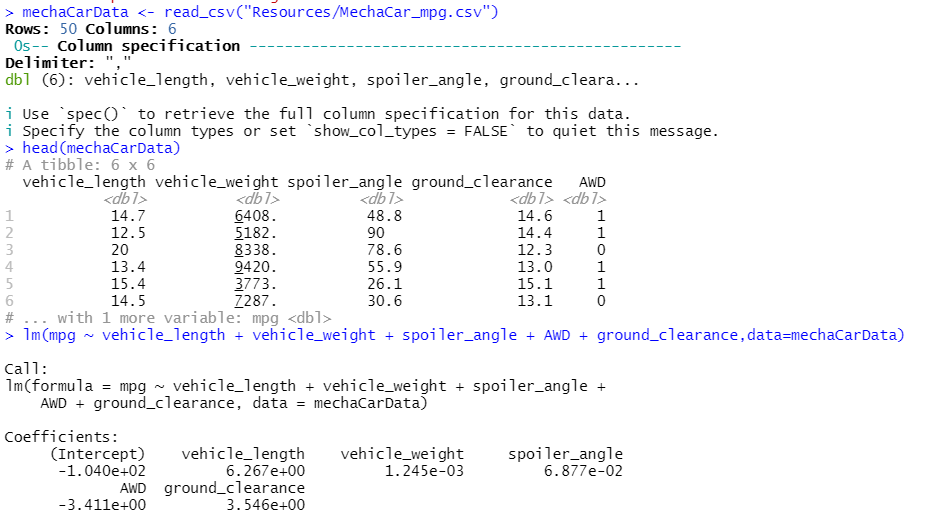 > mechaCarData <- read_csv("Resources/MechaCar_mpg.csv")
Rows: 50 Columns: 6
0s-- Column specification ------------------------------------------------
Delimiter: ","
dbl (6): vehicle_length, vehicle_weight, spoiler_angle, ground_cleara...
i Use `spec()` to retrieve the full column specification for this data.
i Specify the column types or set `show_col_types = FALSE` to quiet this message.
> head(mechaCarData)
# A tibble: 6 x 6
vehicle_length vehicle_weight spoiler_angle ground_clearance AWD
<dbl> <dbl> <dbl> <dbl> <dbl>
1 14.7 6408. 48.8 14.6 1
2 12.5 5182. 90 14.4 1
3 20 8338. 78.6 12.3 0
4 13.4 9420. 55.9 13.0 1
5 15.4 3773. 26.1 15.1 1
6 14.5 7287. 30.6 13.1 0
# ... with 1 more variable: mpg <dbl>
> lm(mpg ~ vehicle_length + vehicle_weight + spoiler_angle + AWD + ground_clearance,data=mechaCarData)
Call:
lm(formula = mpg ~ vehicle_length + vehicle_weight + spoiler_angle +
AWD + ground_clearance, data = mechaCarData)
Coefficients:
(Intercept) vehicle_length vehicle_weight spoiler_angle
-1.040e+02 6.267e+00 1.245e-03 6.877e-02
AWD ground_clearance
-3.411e+00 3.546e+00